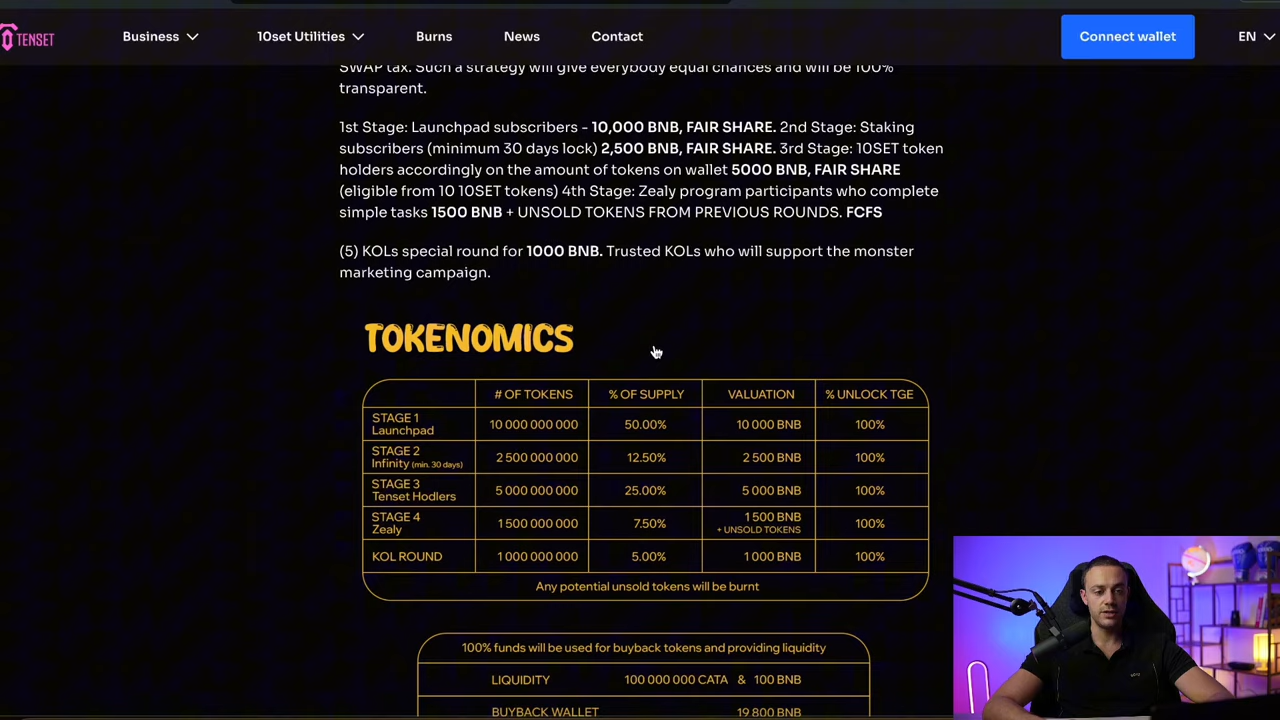 TENSET
Business
10set Utilities
Burns
News
Contact
Connect wallet
EN
SWAP tax. Such a strategy will give everybody equal chances and will be 100%
transparent.
1st Stage: Launchpad subscribers - 10,000 BNB, FAIR SHARE. 2nd Stage: Staking
subscribers (minimum 30 days lock) 2,500 BNB, FAIR SHARE. 3rd Stage: 10SET token
holders accordingly on the amount of tokens on wallet 5000 BNB, FAIR SHARE
(eligible from 10 10SET tokens) 4th Stage: Zealy program participants who complete
simple tasks 1500 BNB + UNSOLD TOKENS FROM PREVIOUS ROUNDS. FCFS
(5) KOLs special round for 1000 BNB. Trusted KOLs who will support the monster
marketing campaign.
TOKENOMICS
# OF TOKENS % OF SUPPLY VALUATION % UNLOCK TGE
STAGE 1
Launchpad
10 000 000 000 50.00% 10 000 BNB 100%
STAGE 2
Infinity (min. 30 days)
2 500 000 000 12.50% 2 500 BNB 100%
STAGE 3
Tenset Hodlers
5 000 000 000 25.00% 5 000 BNB 100%
STAGE 4
Zealy
1 500 000 000 7.50% 1 500 BNB
+ UNSOLD TOKENS
100%
KOL ROUND 1 000 000 000 5.00% 1 000 BNB 100%
Any potential unsold tokens will be burnt
100% funds will be used for buyback tokens and providing liquidity
LIQUIDITY 100 000 000 CATA & 100 BNB
BUYBACK WALLET 19 800 BNB